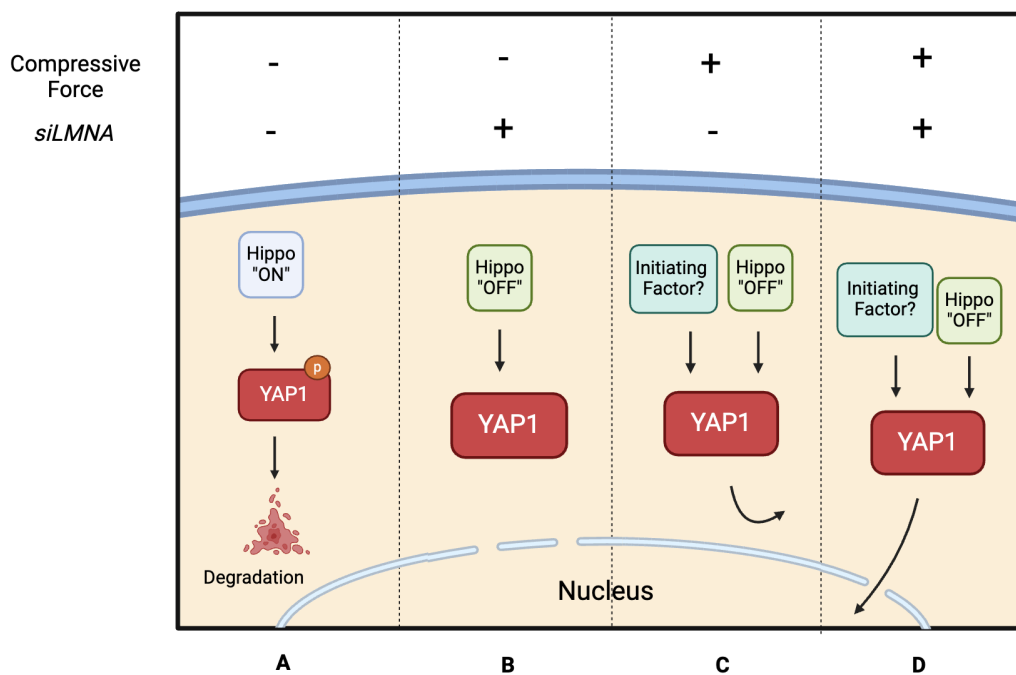 Compressive
Force
- - + +
siLMNA
- + - +
Hippo
"ON"
YAP1
p
Degradation
Hippo
"OFF"
YAP1
Initiating
Factor?
Hippo
"OFF"
YAP1
Initiating
Factor?
Hippo
"OFF"
YAP1
Nucleus
A B C D